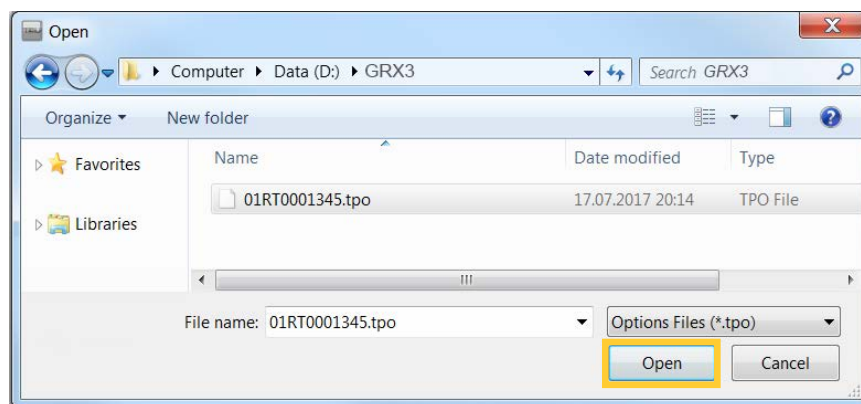 Open
Computer Data (D:) GRX3
Search GRX3
Organize New folder
Name Date modified Type
Favorites
01RT0001345.tpo 17.07.2017 20:14 TPO File
Libraries
File name: 01RT0001345.tpo Options Files (*.tpo)
Open Cancel